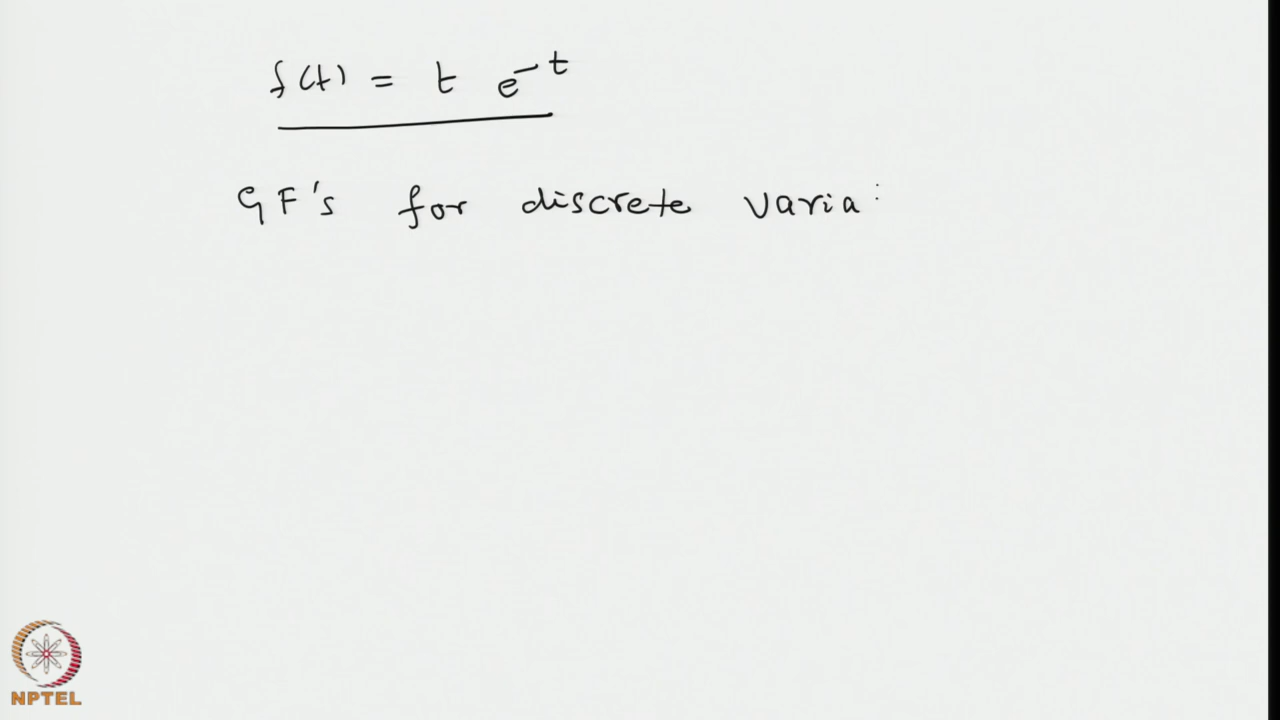 f(t) = t e^{-t}
GF's for discrete varia
NPTEL